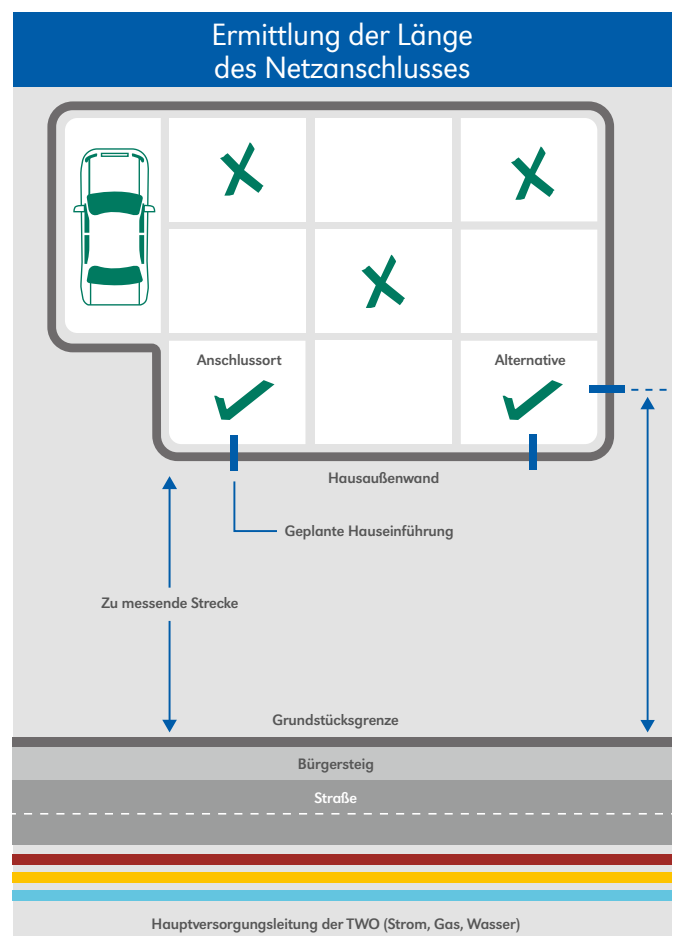 Ermittlung der Länge
des Netzanschlusses
Anschlussort
Alternative
Hausaußenwand
Geplante Hauseinführung
Zu messende Strecke
Grundstücksgrenze
Bürgersteig
Straße
Hauptversorgungsleitung der TWO (Strom, Gas, Wasser)